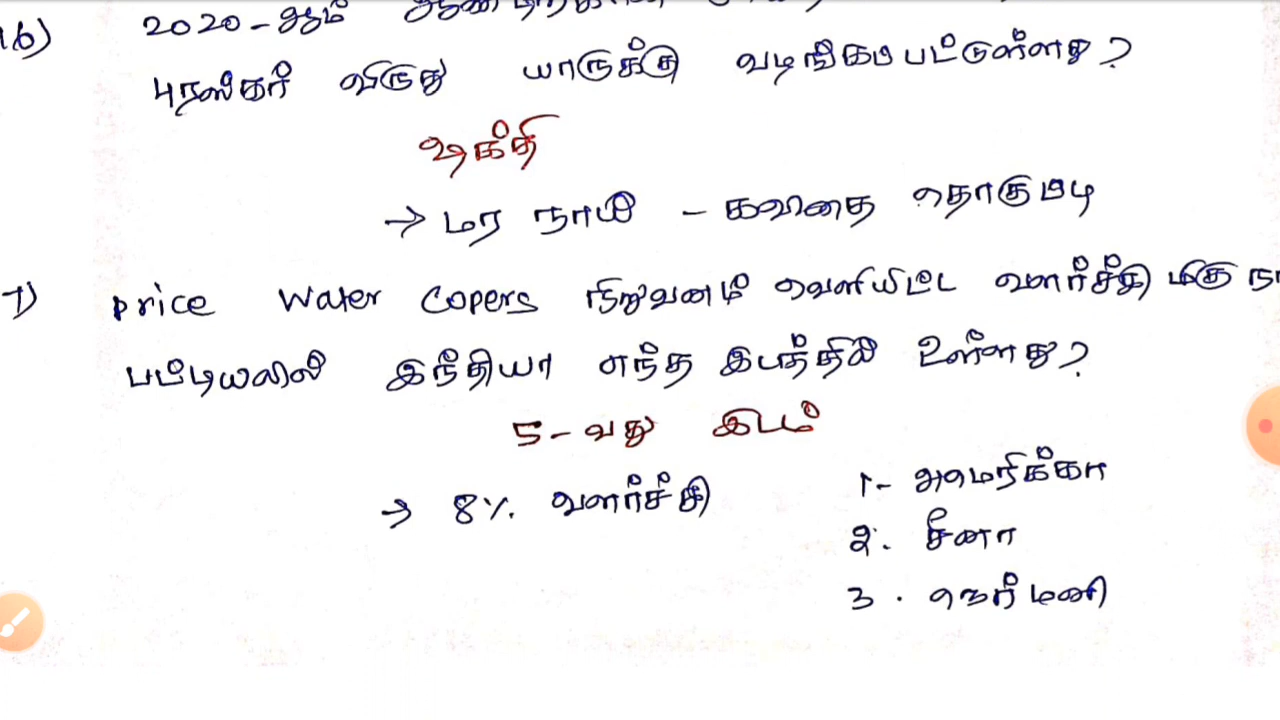 16) 2020-ஆம்
புரஸ்கார் விருது யாருக்கு வழங்கப்பட்டுள்ளது?
சக்தி
→ மர நாய் - கவிதை தொகுப்பு
7) Price Water Copers நிறுவனம் வெளியிட்ட வளர்ச்சி மிகு நா
பட்டியலில் இந்தியா எந்த இடத்தில் உள்ளது?
5-வது இடம்
→ 8% வளர்ச்சி
1- அமெரிக்கா
2. சீனா
3. ஜெர்மனி